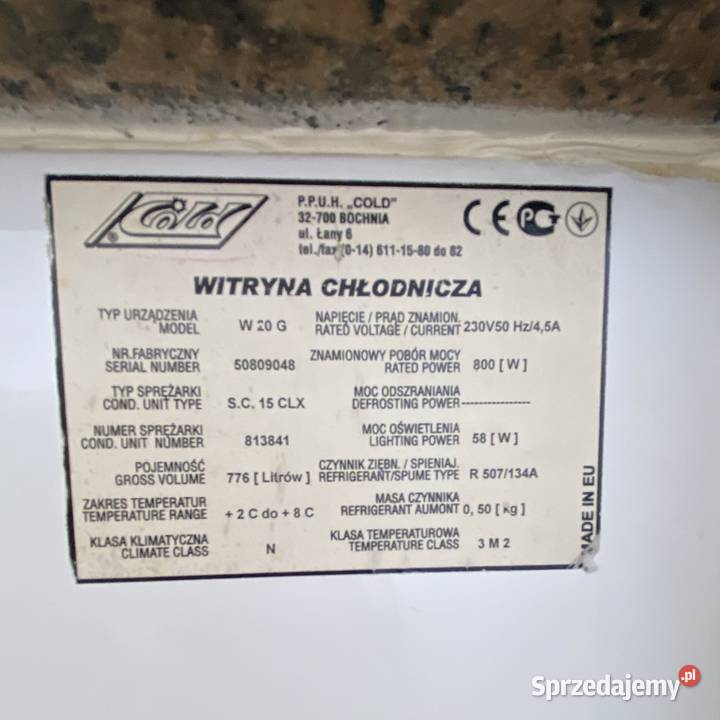 Cold
P.P.U.H. „COLD"
32-700 BOCHNIA
ul. Łany 6
tel./fax (0-14) 611-15-80 do 82
CE CE PCT
WITRYNA CHŁODNICZA
TYP URZĄDZENIA
MODEL W 20 G
NAPIĘCIE / PRĄD ZNAMION.
RATED VOLTAGE / CURRENT 230V50 Hz/4,5A
NR.FABRYCZNY
SERIAL NUMBER 50809048
ZNAMIONOWY POBÓR MOCY
RATED POWER 800 [ W ]
TYP SPRĘŻARKI
COND. UNIT TYPE S.C. 15 CLX
MOC ODSZRANIANIA
DEFROSTING POWER----------------
NUMER SPRĘŻARKI
COND. UNIT NUMBER 813841
MOC OŚWIETLENIA
LIGHTING POWER 58 [ W ]
POJEMNOŚĆ
GROSS VOLUME 776 [ Litrów ]
CZYNNIK ZIĘBN. / SPIENIAJ.
REFRIGERANT/SPUME TYPE R 507/134A
ZAKRES TEMPERATUR
TEMPERATURE RANGE + 2 C do + 8 C
MASA CZYNNIKA
REFRIGERANT AUMONT 0, 50 [ kg ]
KLASA KLIMATYCZNA
CLIMATE CLASS N
KLASA TEMPERATUROWA
TEMPERATURE CLASS 3 M 2
MADE IN EU
Sprzedajemy.pl